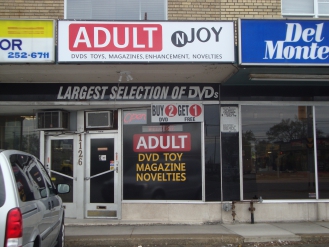 OR
252-6711
ADULT NJOY
DVDS, TOYS, MAGAZINES, ENHANCEMENT, NOVELTIES
Del
Monte
LARGEST SELECTION OF DVDs
BUY 2 GET 1
DVD FREE
ADULT
DVD TOY
MAGAZINE
NOVELTIES
1126